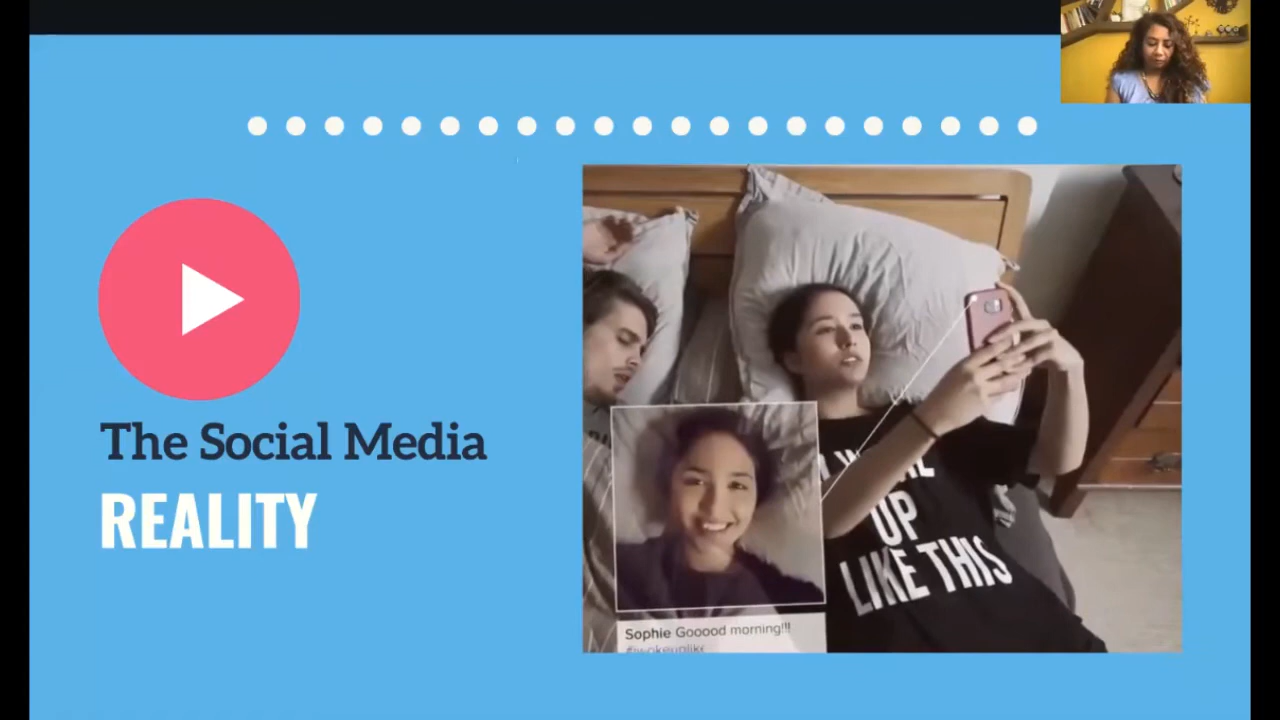 The Social Media
REALITY
UP
LIKE THIS
Sophie Gooood morning!!!